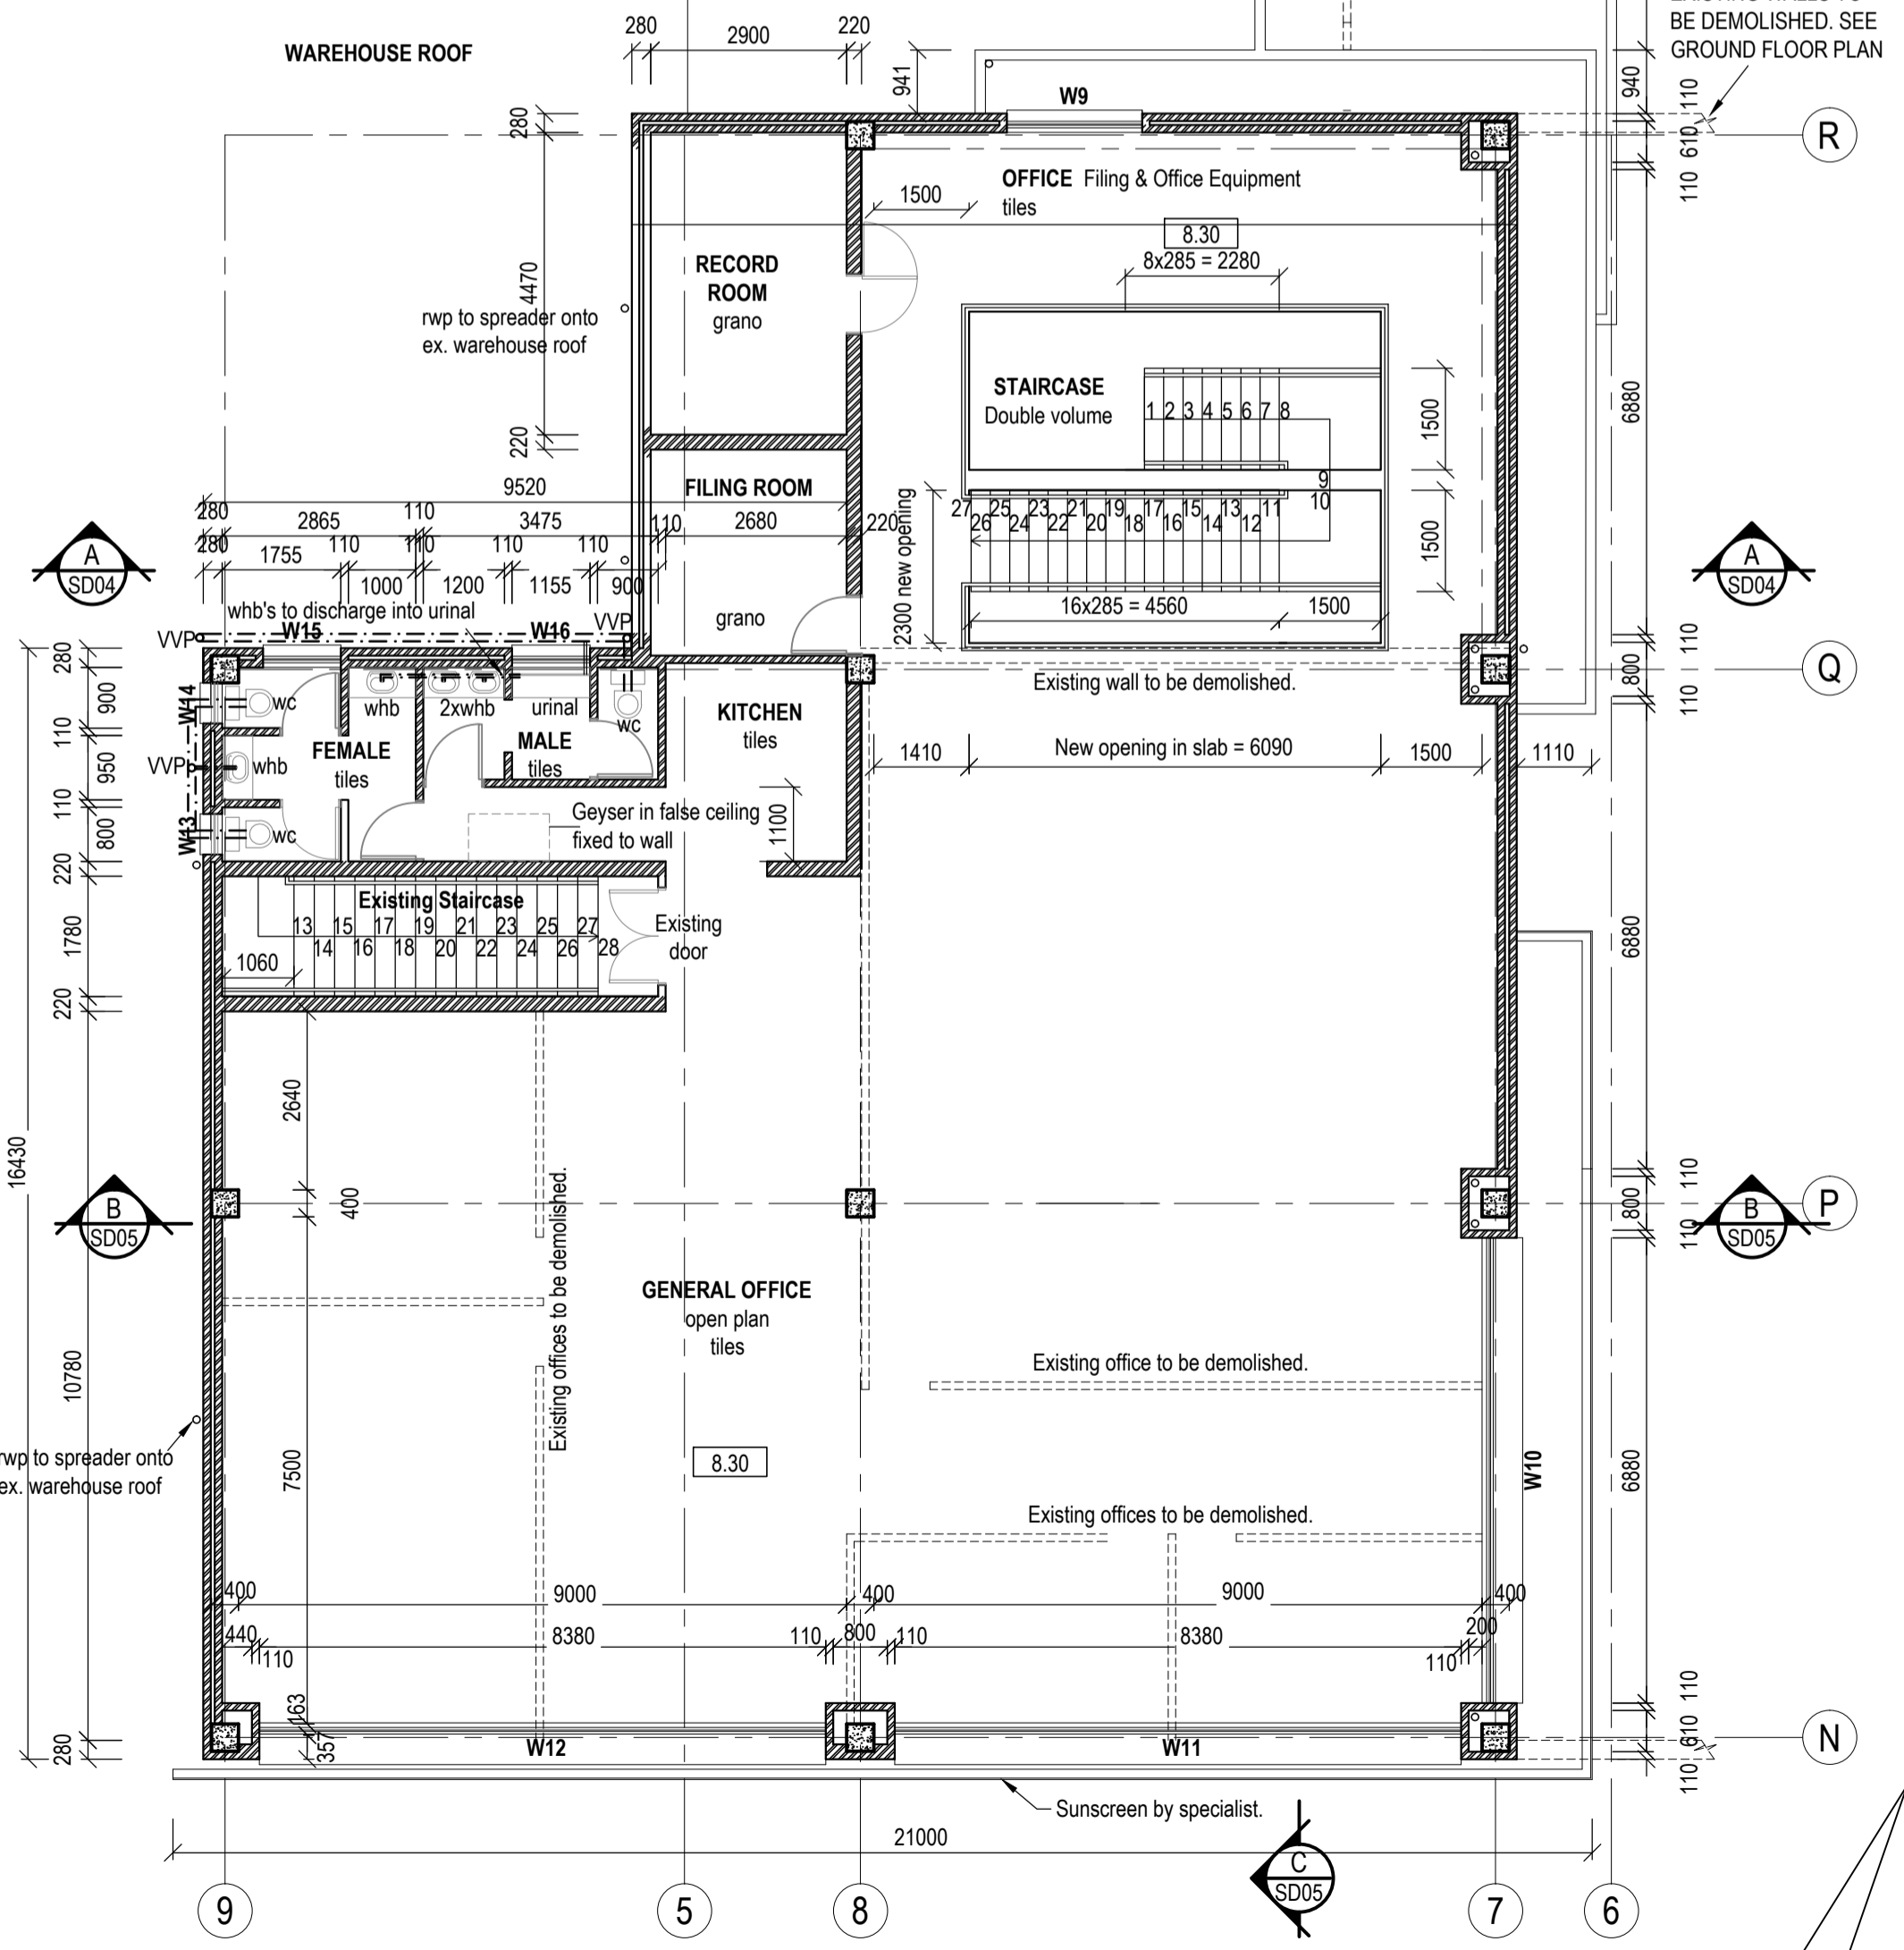 EXISTING WALLS TO
BE DEMOLISHED. SEE
GROUND FLOOR PLAN
280
2900
220
WAREHOUSE ROOF
941
940
110
W9
280
R
610
110
OFFICE Filing & Office Equipment
tiles
1500
8.30
8x285 = 2280
RECORD
ROOM
grano
4470
rwp to spreader onto
ex. warehouse roof
STAIRCASE
Double volume
1 2 3 4 5 6 7 8
1500
6880
220
9520
FILING ROOM
9
10
280
2865
110
3475
110
2680
220
2300 new opening
27 25 23 21 19 17 15 13 11
26 24 22 20 18 16 14 12
1500
280
1755
110
110
110
110
1000
1200
1155
900
A
SD04
A
SD04
16x285 = 4560
1500
whb's to discharge into urinal
grano
VVP
W15
W16
VVP
280
110
800
110
Q
Existing wall to be demolished.
W14
900
wc
whb
2xwhb
urinal
wc
KITCHEN
tiles
110
FEMALE
tiles
MALE
tiles
1410
New opening in slab = 6090
1500
1110
VVP
whb
950
110
Geyser in false ceiling
fixed to wall
1100
W13
800
wc
220
Existing Staircase
13 15 17 19 21 23 25 27
14 16 18 20 22 24 26 28
Existing
door
1780
1060
6880
220
2640
16430
400
110
800
110
P
B
SD05
B
SD05
Existing offices to be demolished.
GENERAL OFFICE
open plan
tiles
Existing office to be demolished.
10780
rwp to spreader onto
ex. warehouse roof
7500
8.30
W10
6880
Existing offices to be demolished.
400
9000
400
9000
400
440
110
8380
110
800
110
8380
110
200
163
357
280
W12
W11
110
610
110
N
Sunscreen by specialist.
21000
C
SD05
9
5
8
7
6